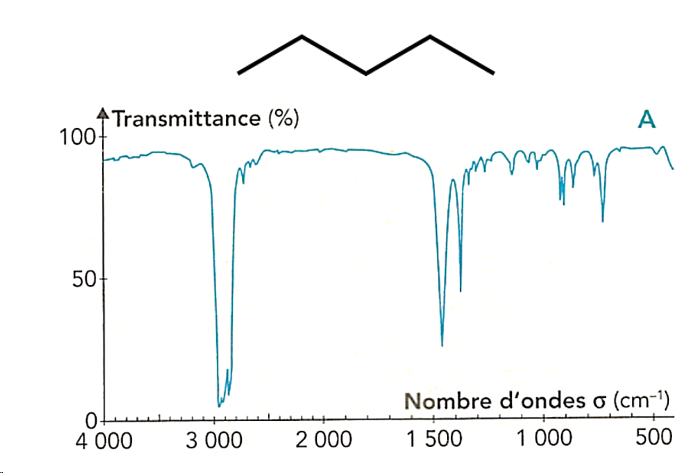 Transmittance (%)
A
100
50
0
Nombre d'ondes σ (cm⁻¹)
4 000 3 000 2 000 1 500 1 000 500